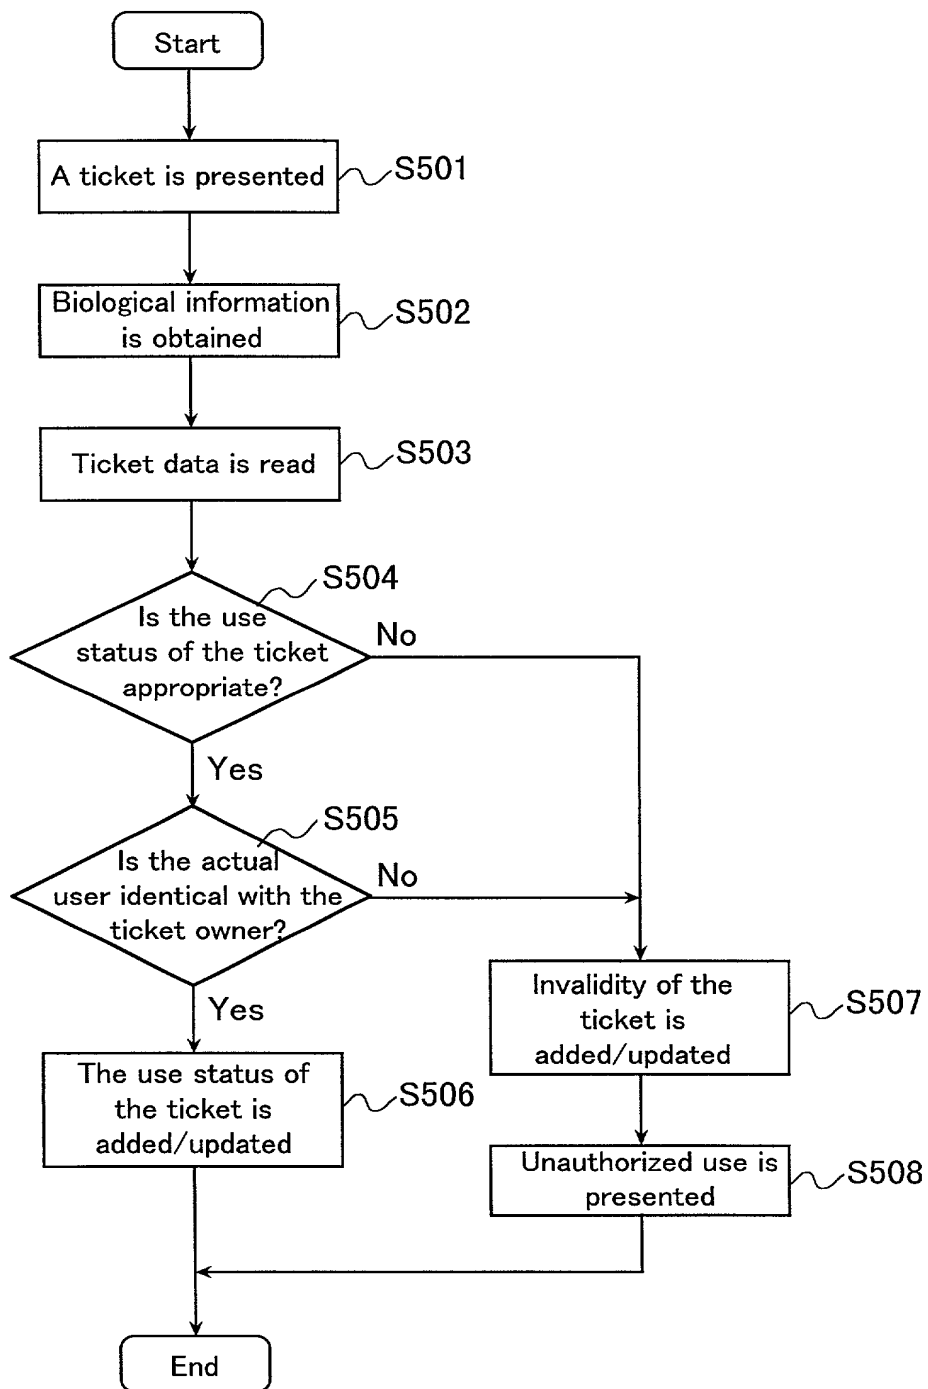 Start
A ticket is presented
S501
Biological information
is obtained
S502
Ticket data is read
S503
S504
Is the use
status of the ticket
appropriate?
No
Yes
S505
Is the actual
user identical with the
ticket owner?
No
Yes
The use status of
the ticket is
added/updated
S506
Invalidity of the
ticket is
added/updated
S507
Unauthorized use is
presented
S508
End